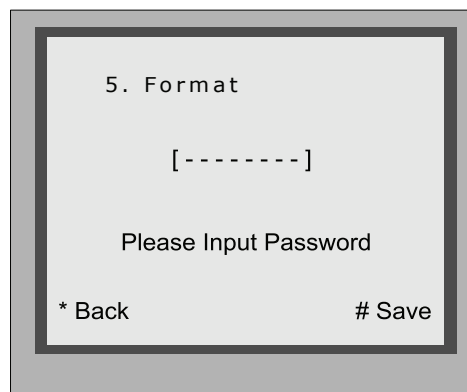 5. Format
[--------]
Please Input Password
* Back # Save